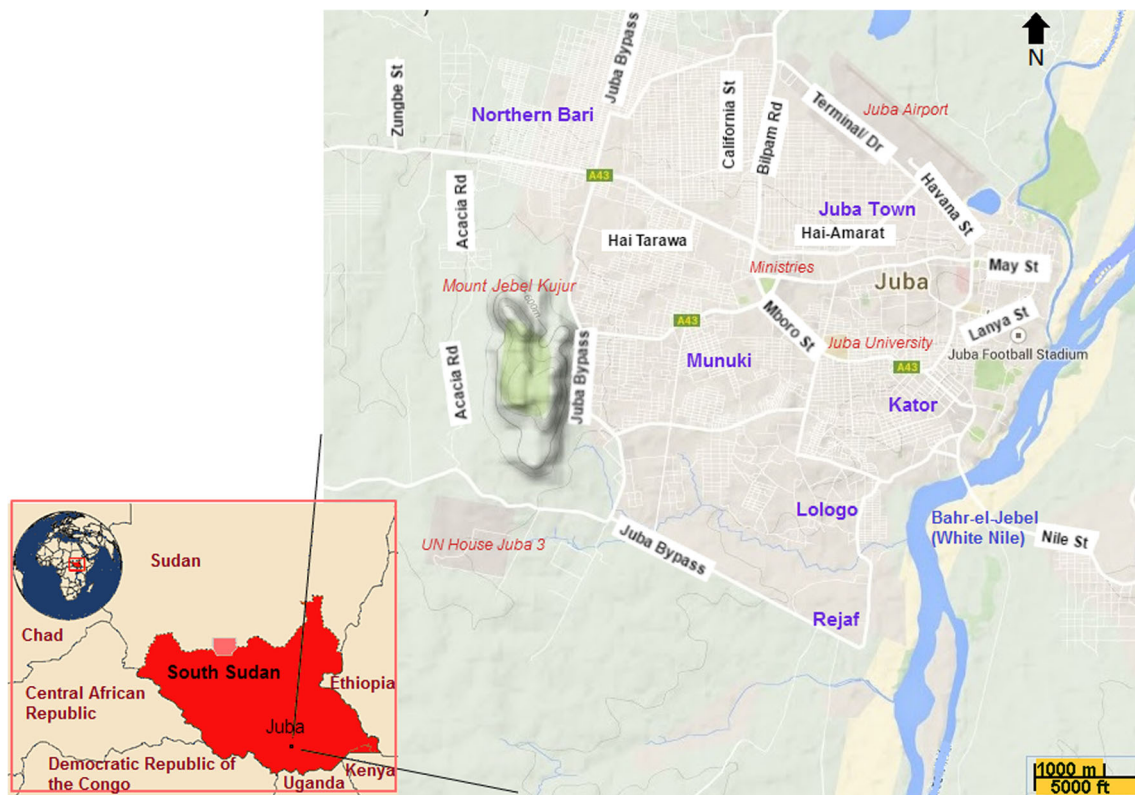 N
Zungbe St
Juba Bypass
Northern Bari
California St
Bilpam Rd
Terminal/ Dr
Juba Airport
A43
Havana St
Acacia Rd
Juba Town
Hai Tarawa
Hai-Amarat
Ministries
May St
Juba
Mount Jebel Kujur
600m
Mboro St
Lanya St
A43
Juba University
Juba Football Stadium
Acacia Rd
Juba Bypass
Munuki
A43
Kator
Lologo
Bahr-el-Jebel
(White Nile)
Nile St
UN House Juba 3
Juba Bypass
Rejaf
1000 m
5000 ft
Sudan
Chad
South Sudan
Ethiopia
Central African
Republic
Juba
Democratic Republic of
the Congo
Uganda
Kenya